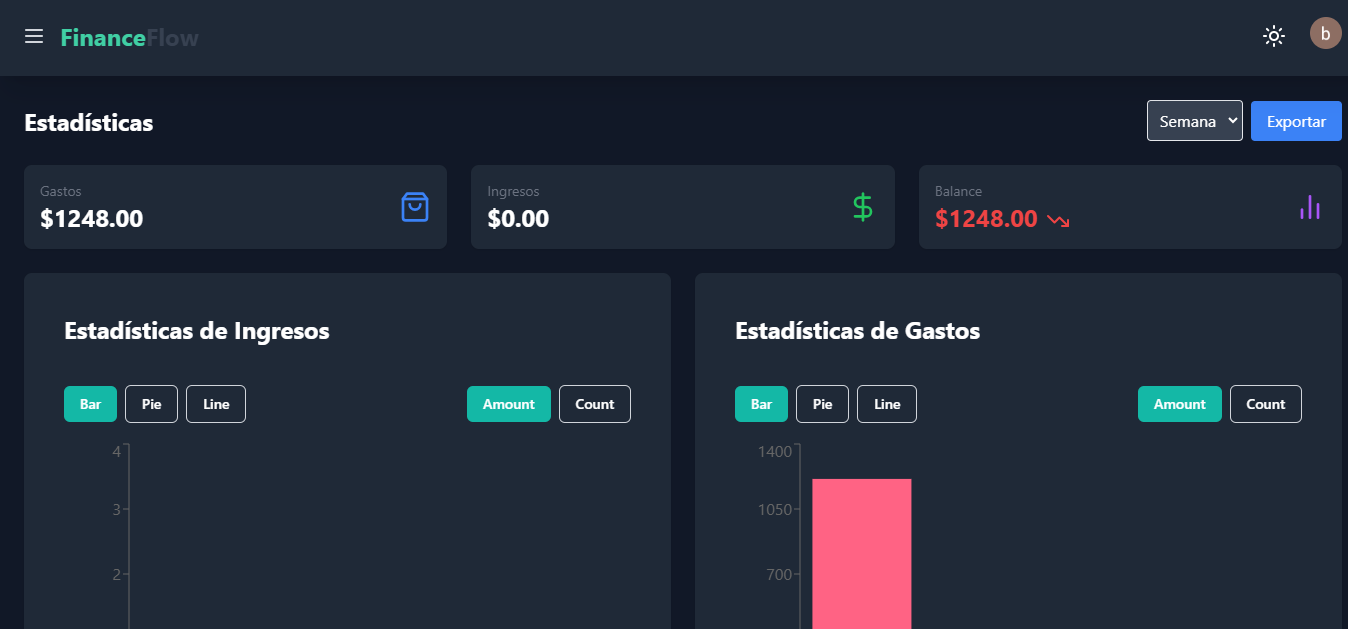 FinanceFlow
b
Estadísticas
Semana
Exportar
Gastos
$1248.00
Ingresos
$0.00
Balance
$1248.00
Estadísticas de Ingresos
Bar Pie Line Amount Count
4
3
2
Estadísticas de Gastos
Bar Pie Line Amount Count
1400
1050
700